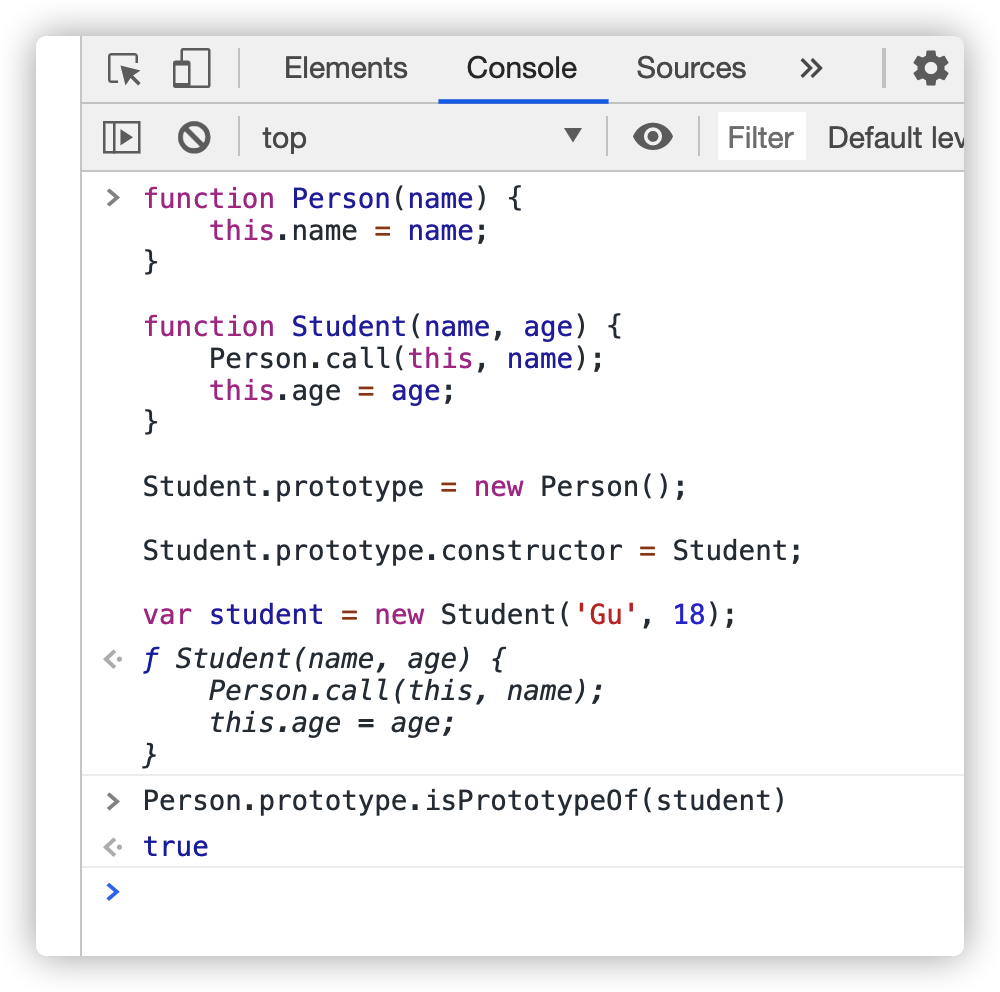 Elements Console Sources »
top ▼ Filter Default lev
> function Person(name) {
    this.name = name;
}
function Student(name, age) {
    Person.call(this, name);
    this.age = age;
}
Student.prototype = new Person();
Student.prototype.constructor = Student;
var student = new Student('Gu', 18);
ƒ Student(name, age) {
    Person.call(this, name);
    this.age = age;
}
> Person.prototype.isPrototypeOf(student)
true
>